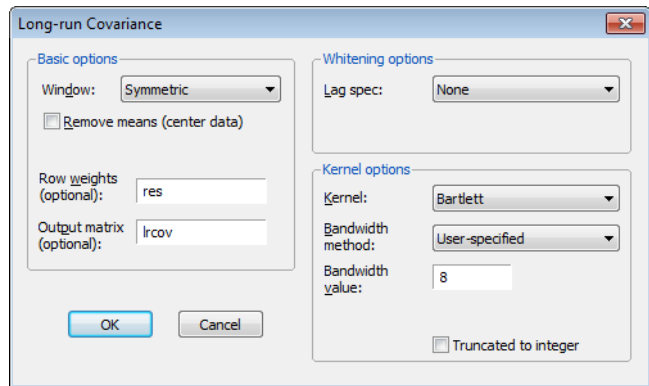 Long-run Covariance
Basic options
Window: Symmetric
Remove means (center data)
Row weights
(optional): res
Output matrix
(optional): lrcov
OK Cancel
Whitening options
Lag spec: None
Kernel options
Kernel: Bartlett
Bandwidth
method: User-specified
Bandwidth
value: 8
Truncated to integer